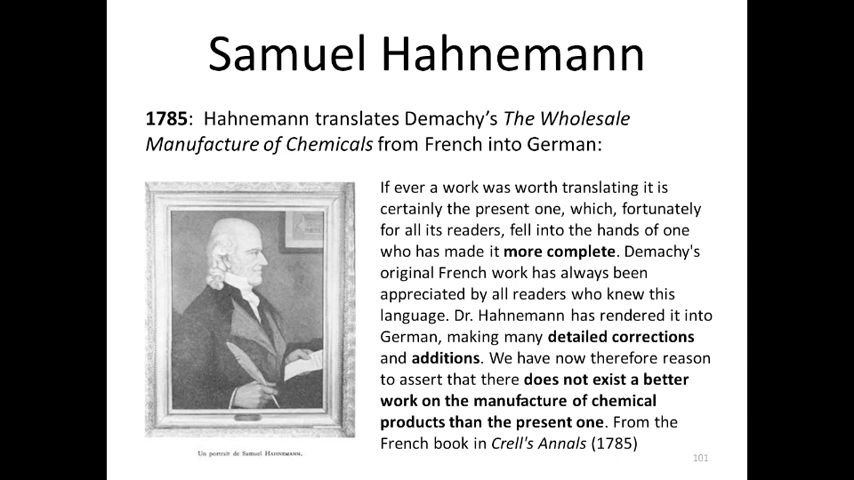 Samuel Hahnemann
1785: Hahnemann translates Demachy's The Wholesale
Manufacture of Chemicals from French into German:
If ever a work was worth translating it is
certainly the present one, which, fortunately
for all its readers, fell into the hands of one
who has made it more complete. Demachy's
original French work has always been
appreciated by all readers who knew this
language. Dr. Hahnemann has rendered it into
German, making many detailed corrections
and additions. We have now therefore reason
to assert that there does not exist a better
work on the manufacture of chemical
products than the present one. From the
French book in Crell's Annals (1785)
Un portrait de Samuel HAHNEMANN.
101